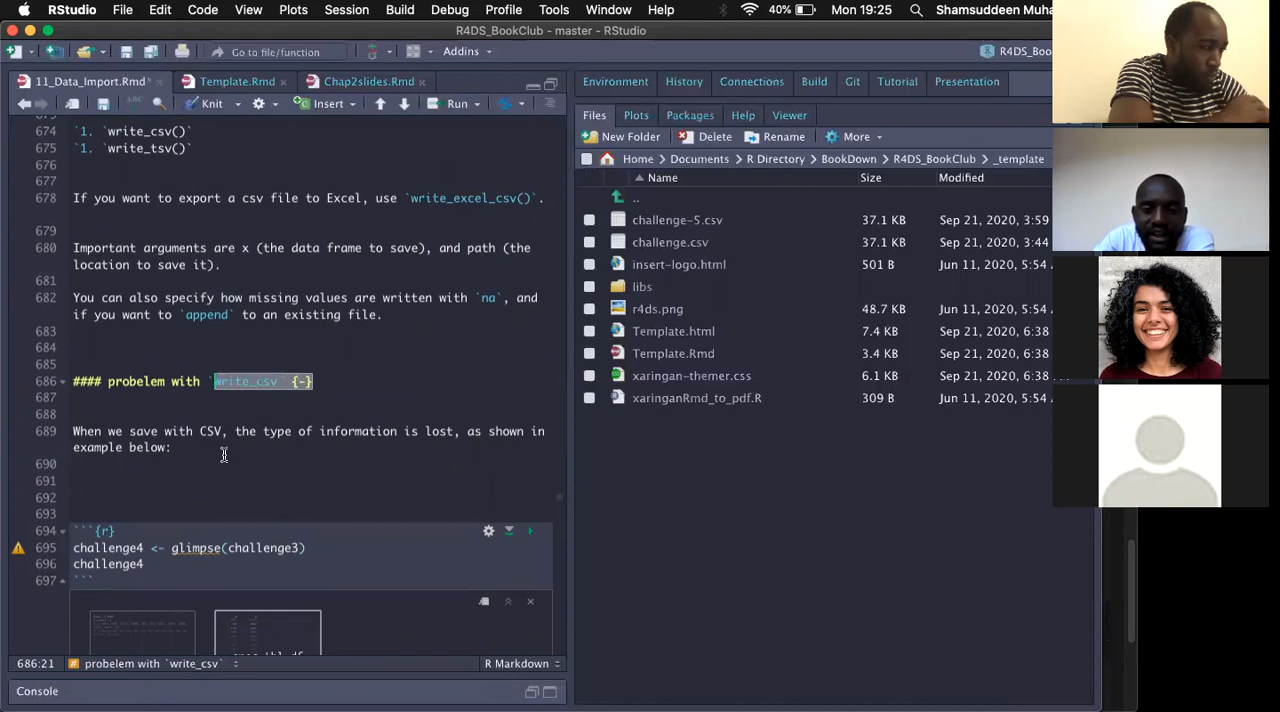 RStudio File Edit Code View Plots Session Build Debug Profile Tools Window Help 40% Mon 19:25 Shamsuddeen Muha
R4DS_BookClub - master - RStudio
Go to file/function Addins R4DS_Boo
11_Data_Import.Rmd* Template.Rmd Chap2slides.Rmd
ABC Knit Insert Run
674 `1. `write_csv()`
675 `1. `write_tsv()`
676
677
678 If you want to export a csv file to Excel, use `write_excel_csv()`.
679
680 Important arguments are x (the data frame to save), and path (the
location to save it).
681
682 You can also specify how missing values are written with `na`, and
if you want to `append` to an existing file.
683
684
685
686 #### probelem with `write_csv` {-}
687
688
689 When we save with CSV, the type of information is lost, as shown in
example below:
690
691
692
693
694 ```{r}
695 challenge4 <- glimpse(challenge3)
696 challenge4
697 ```
686:21 # probelem with `write_csv` R Markdown
Console
Environment History Connections Build Git Tutorial Presentation
Files Plots Packages Help Viewer
New Folder Delete Rename More
Home Documents R Directory BookDown R4DS_BookClub _template
Name Size Modified
..
challenge-5.csv 37.1 KB Sep 21, 2020, 3:59
challenge.csv 37.1 KB Sep 21, 2020, 3:44
insert-logo.html 501 B Jun 11, 2020, 5:54
libs
r4ds.png 48.7 KB Jun 11, 2020, 5:54
Template.html 7.4 KB Sep 21, 2020, 6:38
Template.Rmd 3.4 KB Sep 21, 2020, 6:38
xaringan-themer.css 6.1 KB Sep 21, 2020, 6:38
xaringanRmd_to_pdf.R 309 B Jun 11, 2020, 5:54